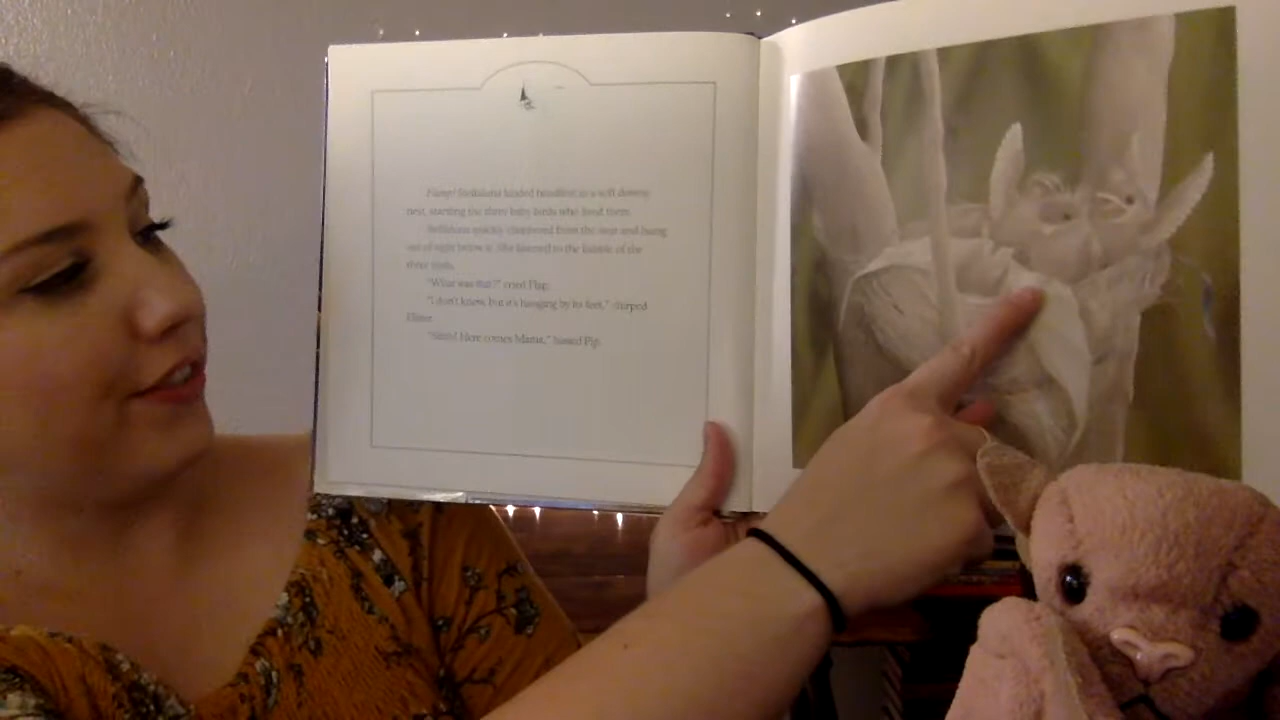 Flump! Stellaluna landed headfirst in a soft downy
nest, startling the three baby birds who lived there.
Stellaluna quickly clambered from the nest and hung
out of sight below it. She listened to the babble of the
three birds.
"What was that?" cried Flap.
"I don't know, but it's hanging by its feet," chirped
Flitter.
"Shhh! Here comes Mama," hissed Pip.